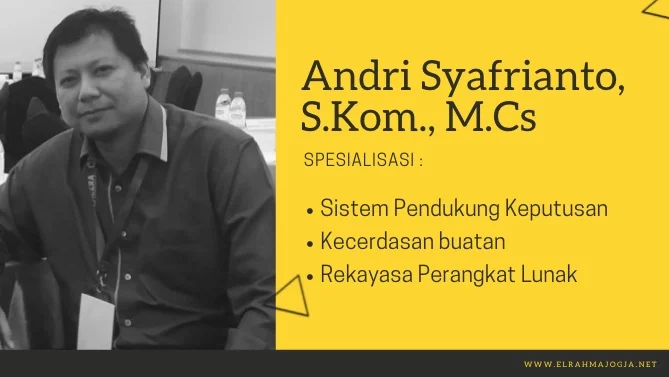 Andri Syafrianto,
S.Kom., M.Cs
SPESIALISASI :
• Sistem Pendukung Keputusan
• Kecerdasan buatan
• Rekayasa Perangkat Lunak
WWW.ELRAHMAJOGJA.NET